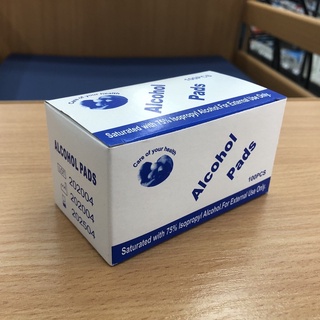 Care of your health
Alcohol
Pads
100PCS
Saturated with 75% Isopropyl Alcohol.For External Use Only.
Care of your health
Alcohol
Pads
100PCS
Saturated with 75% Isopropyl Alcohol.For External Use Only
ALCOHOL PADS
202004
202004
202504